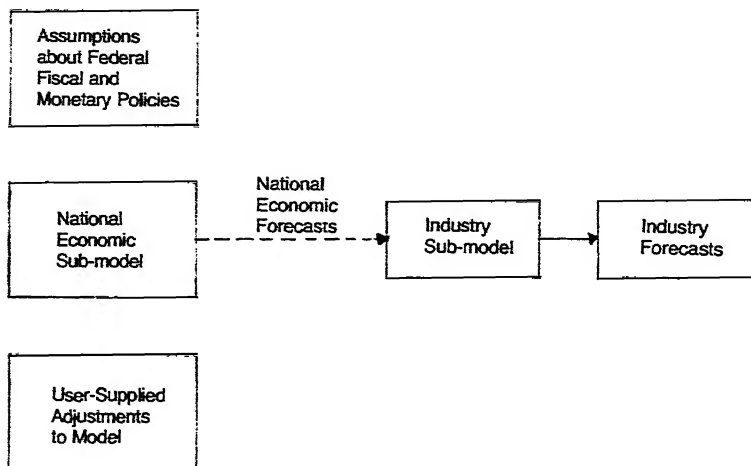 Assumptions
about Federal
Fiscal and
Monetary Policies
National
Economic
Sub-model
National
Economic
Forecasts
Industry
Sub-model
Industry
Forecasts
User-Supplied
Adjustments
to Model